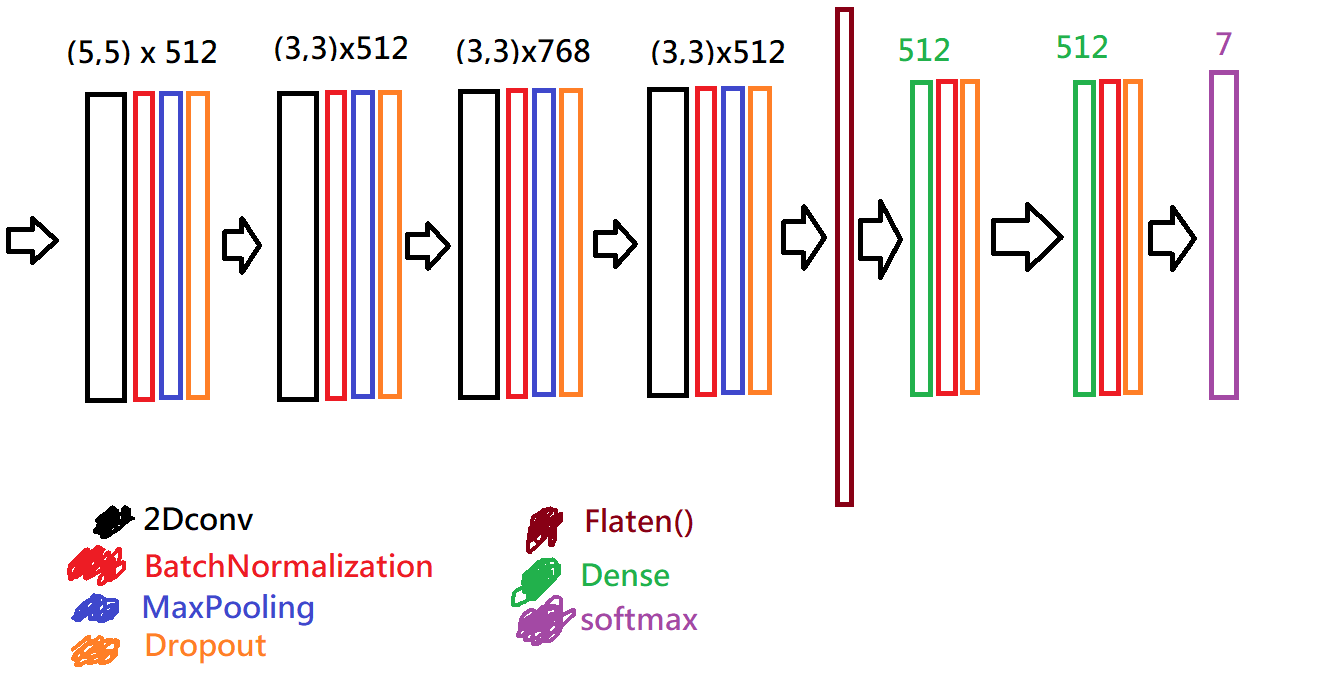 (5,5) x 512
(3,3)x512
(3,3)x768
(3,3)x512
512
512
7
2Dconv
BatchNormalization
MaxPooling
Dropout
Flaten()
Dense
softmax